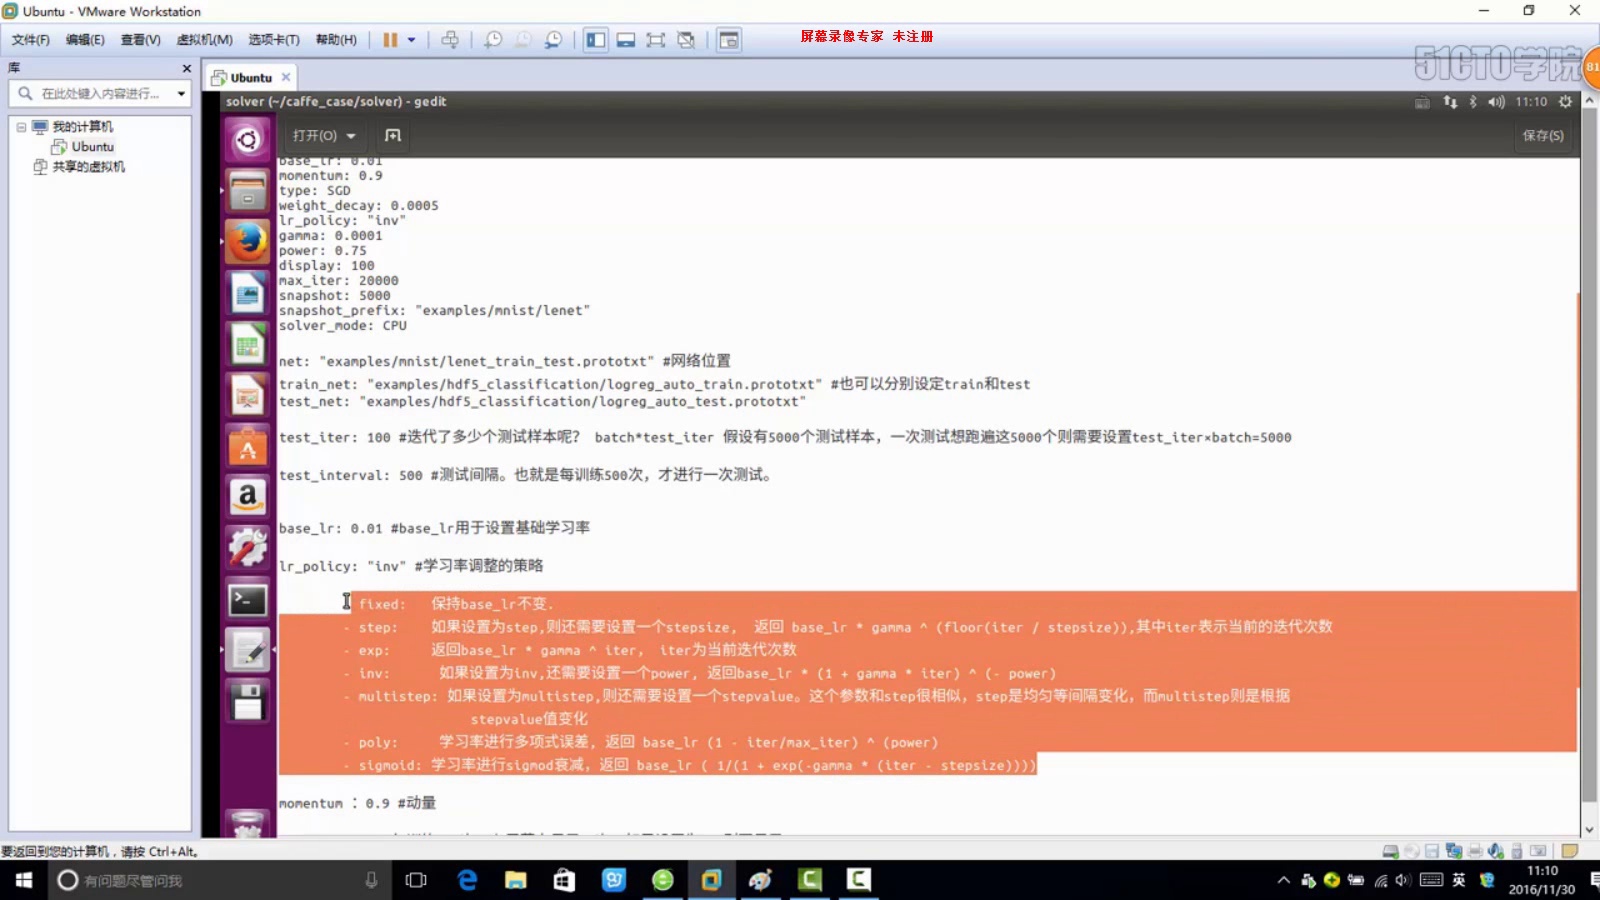 Ubuntu - VMware Workstation
文件(F) 编辑(E) 查看(V) 虚拟机(M) 选项卡(T) 帮助(H)
屏幕录像专家 未注册
51CTO学院
81
库
在此处键入内容进行...
我的计算机
Ubuntu
共享的虚拟机
Ubuntu
solver (~/caffe_case/solver) - gedit
11:10
打开(O)
保存(S)
base_lr: 0.01
momentum: 0.9
type: SGD
weight_decay: 0.0005
lr_policy: "inv"
gamma: 0.0001
power: 0.75
display: 100
max_iter: 20000
snapshot: 5000
snapshot_prefix: "examples/mnist/lenet"
solver_mode: CPU
net: "examples/mnist/lenet_train_test.prototxt" #网络位置
train_net: "examples/hdf5_classification/logreg_auto_train.prototxt" #也可以分别设定train和test
test_net: "examples/hdf5_classification/logreg_auto_test.prototxt"
test_iter: 100 #迭代了多少个测试样本呢? batch*test_iter 假设有5000个测试样本，一次测试想跑遍这5000个则需要设置test_iter×batch=5000
test_interval: 500 #测试间隔。也就是每训练500次，才进行一次测试。
base_lr: 0.01 #base_lr用于设置基础学习率
lr_policy: "inv" #学习率调整的策略
fixed: 保持base_lr不变.
- step: 如果设置为step,则还需要设置一个stepsize, 返回 base_lr * gamma ^ (floor(iter / stepsize)),其中iter表示当前的迭代次数
- exp: 返回base_lr * gamma ^ iter， iter为当前迭代次数
- inv: 如果设置为inv,还需要设置一个power, 返回base_lr * (1 + gamma * iter) ^ (- power)
- multistep: 如果设置为multistep,则还需要设置一个stepvalue。这个参数和step很相似，step是均匀等间隔变化，而multistep则是根据
stepvalue值变化
- poly: 学习率进行多项式误差, 返回 base_lr (1 - iter/max_iter) ^ (power)
- sigmoid: 学习率进行sigmod衰减，返回 base_lr ( 1/(1 + exp(-gamma * (iter - stepsize))))
momentum ：0.9 #动量
要返回到您的计算机，请按 Ctrl+Alt。
有问题尽管问我
英
11:10
2016/11/30